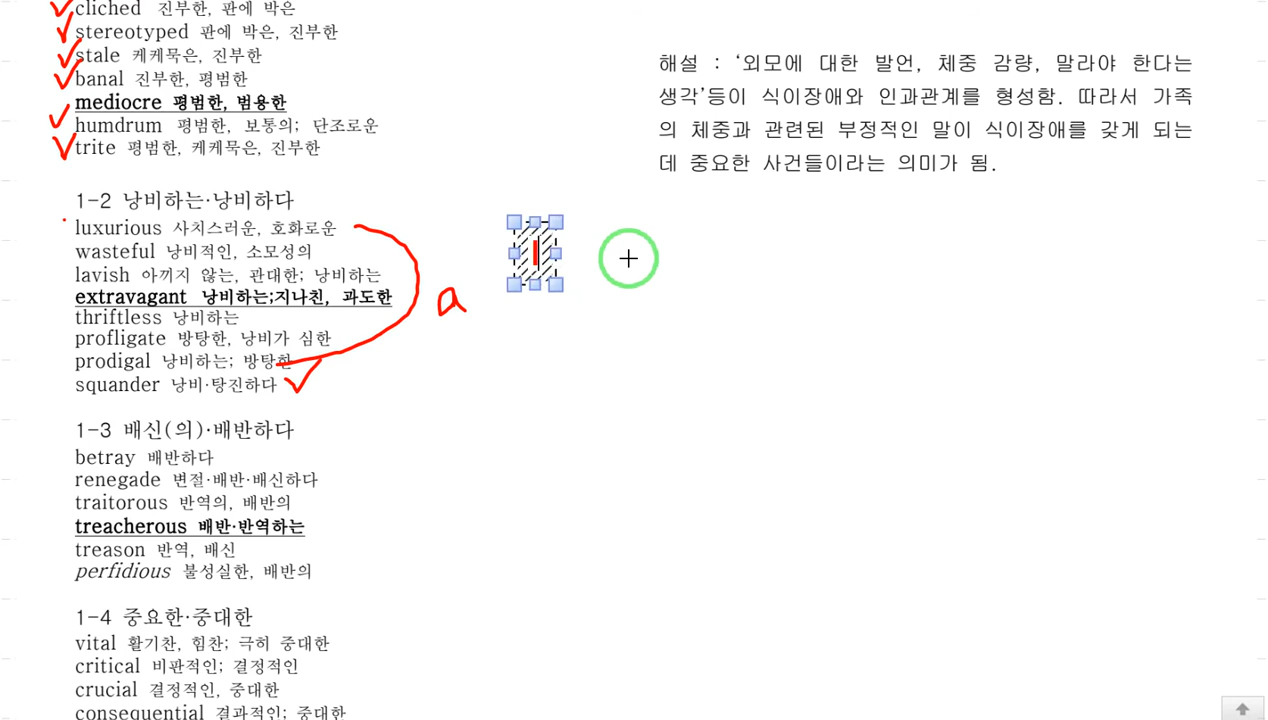 cliched 진부한, 판에 박은
stereotyped 판에 박은, 진부한
stale 케케묵은, 진부한
banal 진부한, 평범한
mediocre 평범한, 범용한
humdrum 평범한, 보통의; 단조로운
trite 평범한, 케케묵은, 진부한
1-2 낭비하는·낭비하다
luxurious 사치스러운, 호화로운
wasteful 낭비적인, 소모성의
lavish 아끼지 않는, 관대한; 낭비하는
extravagant 낭비하는;지나친, 과도한
thriftless 낭비하는
profligate 방탕한, 낭비가 심한
prodigal 낭비하는; 방탕한
squander 낭비·탕진하다
a
1-3 배신(의)·배반하다
betray 배반하다
renegade 변절·배반·배신하다
traitorous 반역의, 배반의
treacherous 배반·반역하는
treason 반역, 배신
perfidious 불성실한, 배반의
1-4 중요한·중대한
vital 활기찬, 힘찬; 극히 중대한
critical 비판적인; 결정적인
crucial 결정적인, 중대한
consequential 결과적인; 중대한
해설 : ‘외모에 대한 발언, 체중 감량, 말라야 한다는
생각’등이 식이장애와 인과관계를 형성함. 따라서 가족
의 체중과 관련된 부정적인 말이 식이장애를 갖게 되는
데 중요한 사건들이라는 의미가 됨.